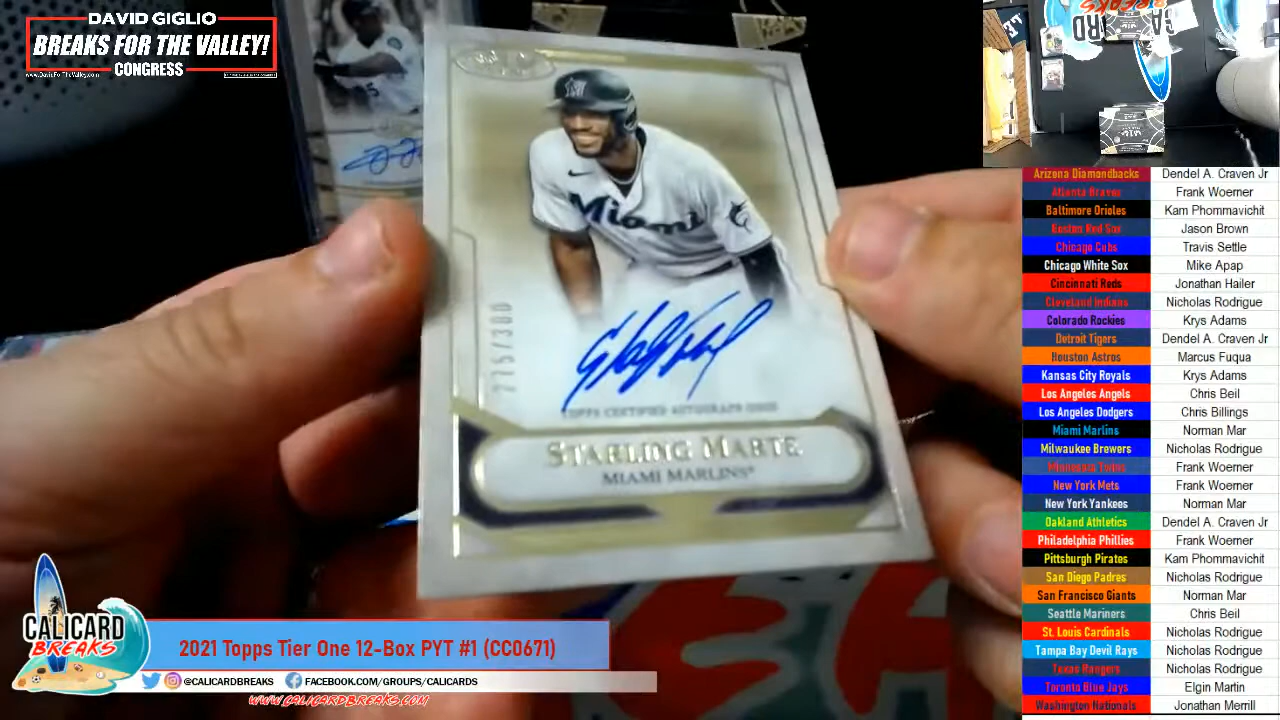 DAVID GIGLIO
BREAKS FOR THE VALLEY!
CONGRESS
www.DavidForTheValley.com
Miami
275/300
TOPPS CERTIFIED AUTOGRAPH ISSUE
STARLING MARTE
MIAMI MARLINS
Arizona Diamondbacks Dendel A. Craven Jr
Atlanta Braves Frank Woerner
Baltimore Orioles Kam Phommavichit
Boston Red Sox Jason Brown
Chicago Cubs Travis Settle
Chicago White Sox Mike Apap
Cincinnati Reds Jonathan Hailer
Cleveland Indians Nicholas Rodrigue
Colorado Rockies Krys Adams
Detroit Tigers Dendel A. Craven Jr
Houston Astros Marcus Fuqua
Kansas City Royals Krys Adams
Los Angeles Angels Chris Beil
Los Angeles Dodgers Chris Billings
Miami Marlins Norman Mar
Milwaukee Brewers Nicholas Rodrigue
Minnesota Twins Frank Woerner
New York Mets Frank Woerner
New York Yankees Norman Mar
Oakland Athletics Dendel A. Craven Jr
Philadelphia Phillies Frank Woerner
Pittsburgh Pirates Kam Phommavichit
San Diego Padres Nicholas Rodrigue
San Francisco Giants Norman Mar
Seattle Mariners Chris Beil
St. Louis Cardinals Nicholas Rodrigue
Tampa Bay Devil Rays Nicholas Rodrigue
Texas Rangers Nicholas Rodrigue
Toronto Blue Jays Elgin Martin
Washington Nationals Jonathan Merrill
CALICARD
BREAKS
2021 Topps Tier One 12-Box PYT #1 (CC0671)
@CALICARDBREAKS FACEBOOK.COM/GROUPS/CALICARDS
WWW.CALICARDBREAKS.COM